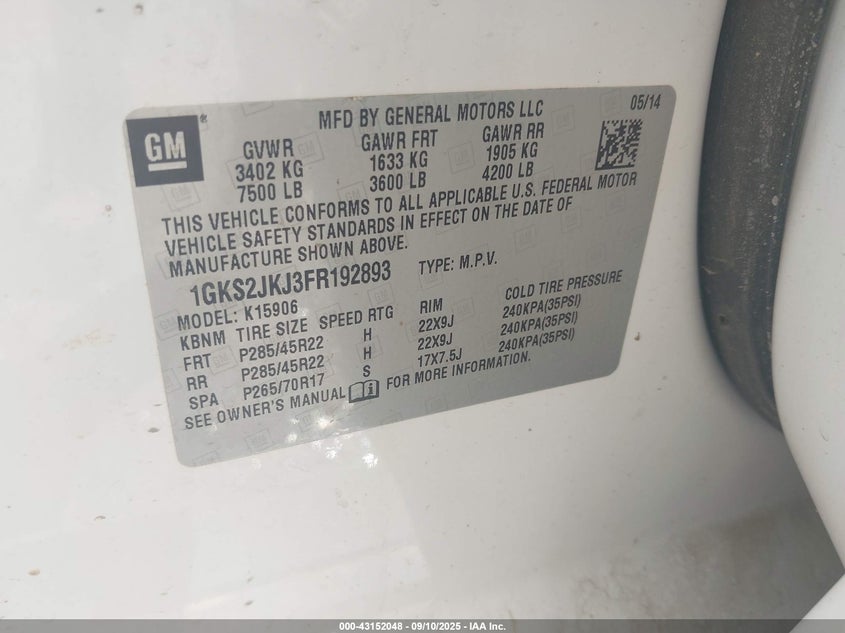 GM
MFD BY GENERAL MOTORS LLC 05/14
GVWR GAWR FRT GAWR RR
3402 KG 1633 KG 1905 KG
7500 LB 3600 LB 4200 LB
THIS VEHICLE CONFORMS TO ALL APPLICABLE U.S. FEDERAL MOTOR
VEHICLE SAFETY STANDARDS IN EFFECT ON THE DATE OF
MANUFACTURE SHOWN ABOVE.
1GKS2JKJ3FR192893 TYPE: M.P.V.
MODEL: K15906
KBNM TIRE SIZE SPEED RTG RIM COLD TIRE PRESSURE
FRT P285/45R22 H 22X9J 240KPA(35PSI)
RR P285/45R22 H 22X9J 240KPA(35PSI)
SPA P265/70R17 S 17X7.5J 240KPA(35PSI)
SEE OWNER'S MANUAL FOR MORE INFORMATION.
000-43152048 - 09/10/2025 - IAA Inc.